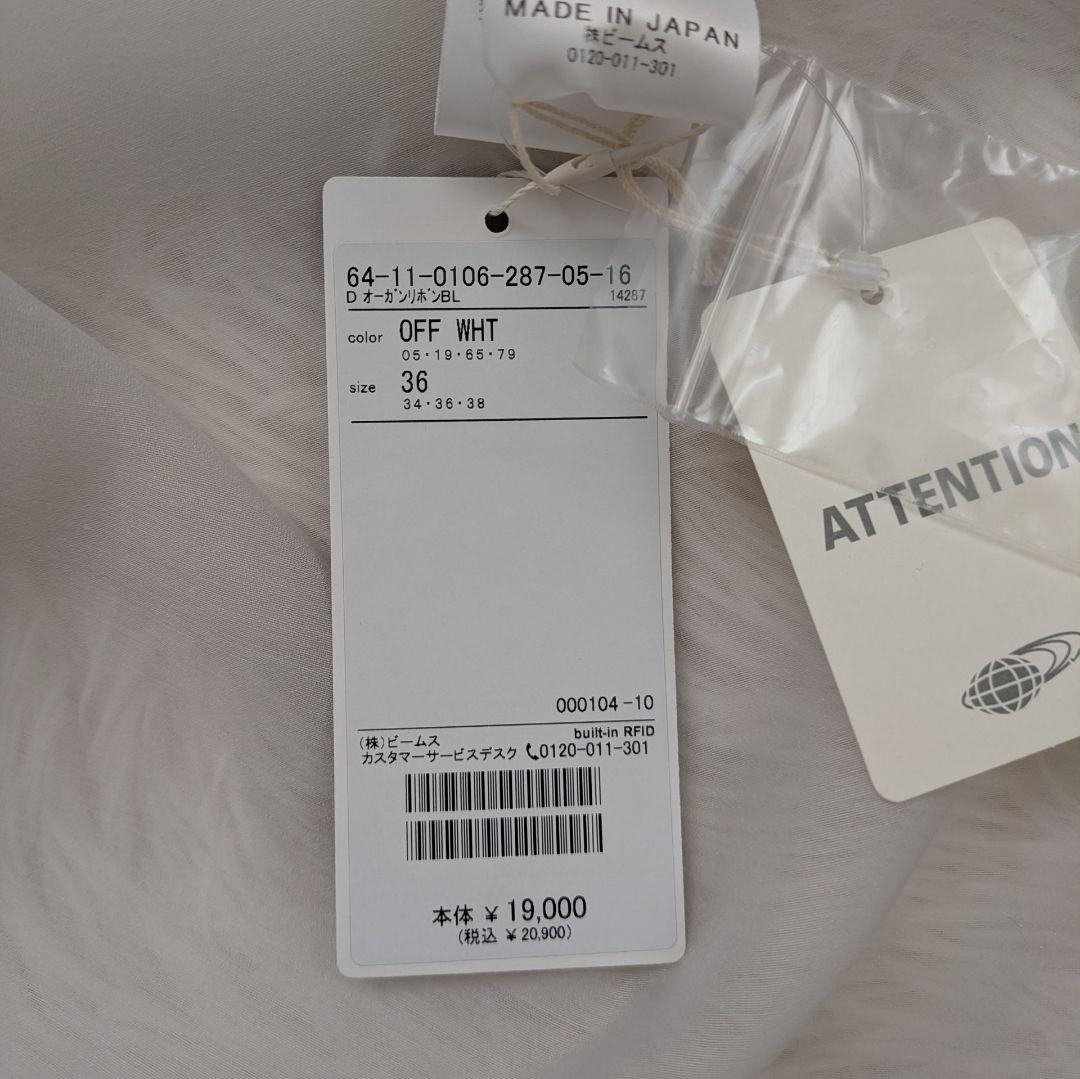 MADE IN JAPAN
㈱ビームス
0120-011-301
64-11-0106-287-05-16
D オーガンリボンBL 14287
color OFF WHT
05・19・65・79
size 36
34・36・38
000104-10
built-in RFID
(株)ビームス
カスタマーサービスデスク 0120-011-301
本体 ¥ 19,000
(税込 ¥ 20,900)
ATTENTION